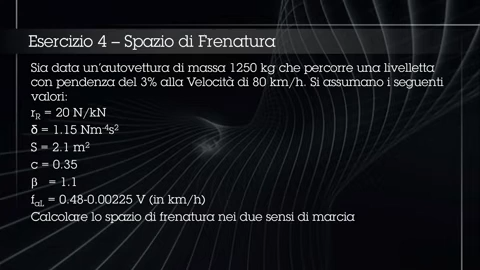 Esercizio 4 – Spazio di Frenatura
Sia data un'autovettura di massa 1250 kg che percorre una livelletta
con pendenza del 3% alla Velocità di 80 km/h. Si assumano i seguenti
valori:
r_R = 20 N/kN
δ = 1.15 Nm⁻⁴s²
S = 2.1 m²
c = 0.35
β = 1.1
f_aL = 0.48-0.00225 V (in km/h)
Calcolare lo spazio di frenatura nei due sensi di marcia